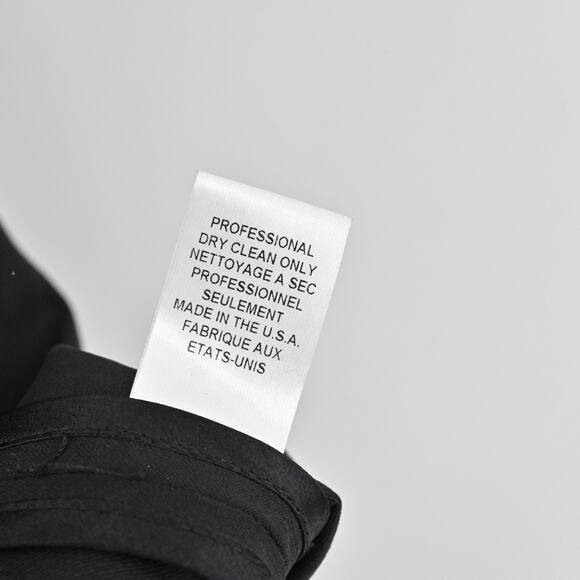 PROFESSIONAL
DRY CLEAN ONLY
NETTOYAGE A SEC
PROFESSIONNEL
SEULEMENT
MADE IN THE U.S.A.
FABRIQUE AUX
ETATS-UNIS